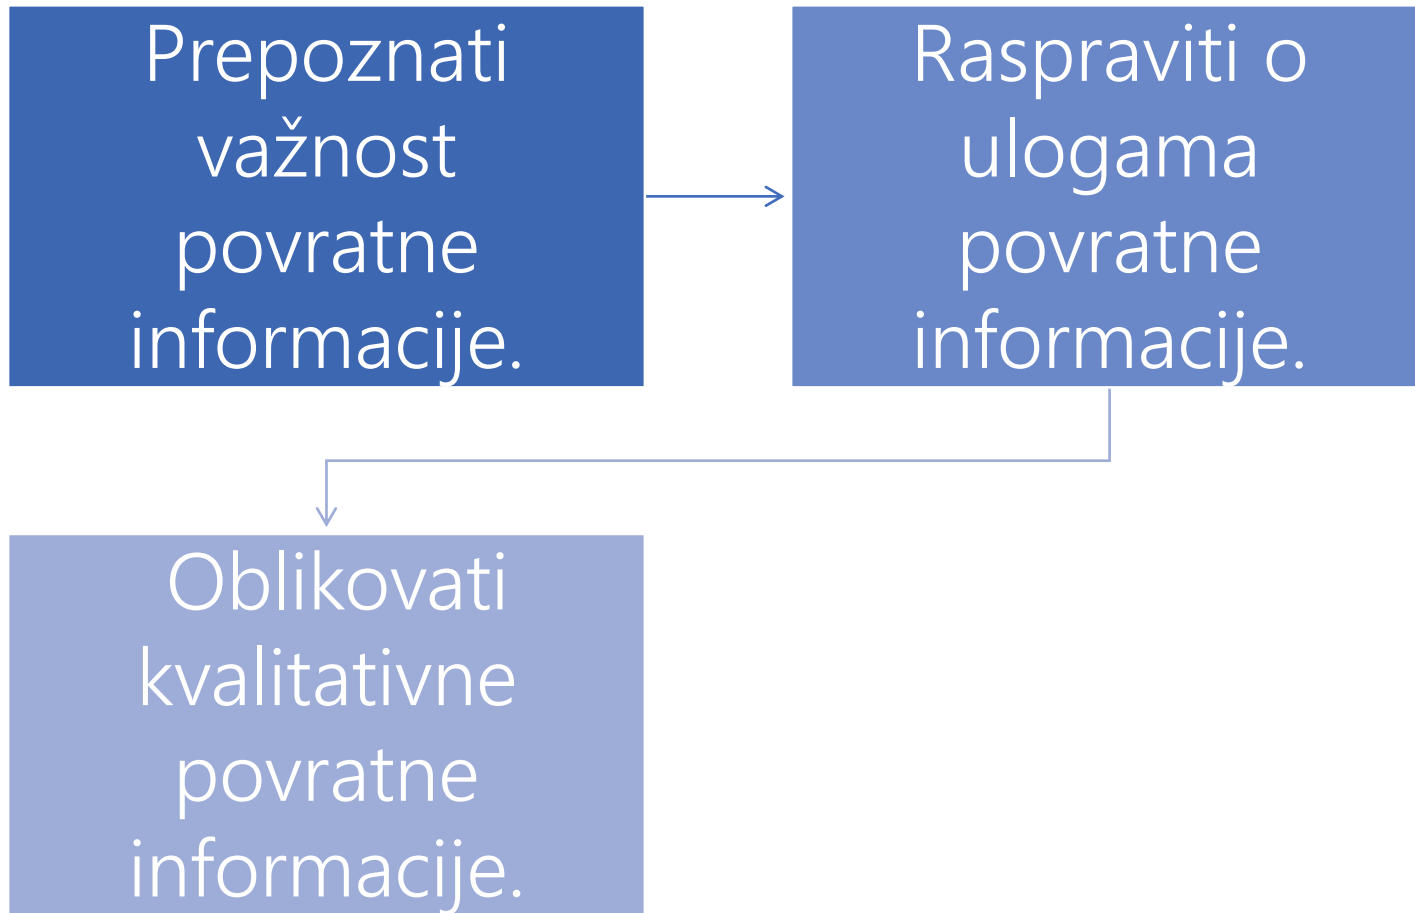 Prepoznati
važnost
povratne
informacije.
Raspraviti o
ulogama
povratne
informacije.
Oblikovati
kvalitativne
povratne
informacije.